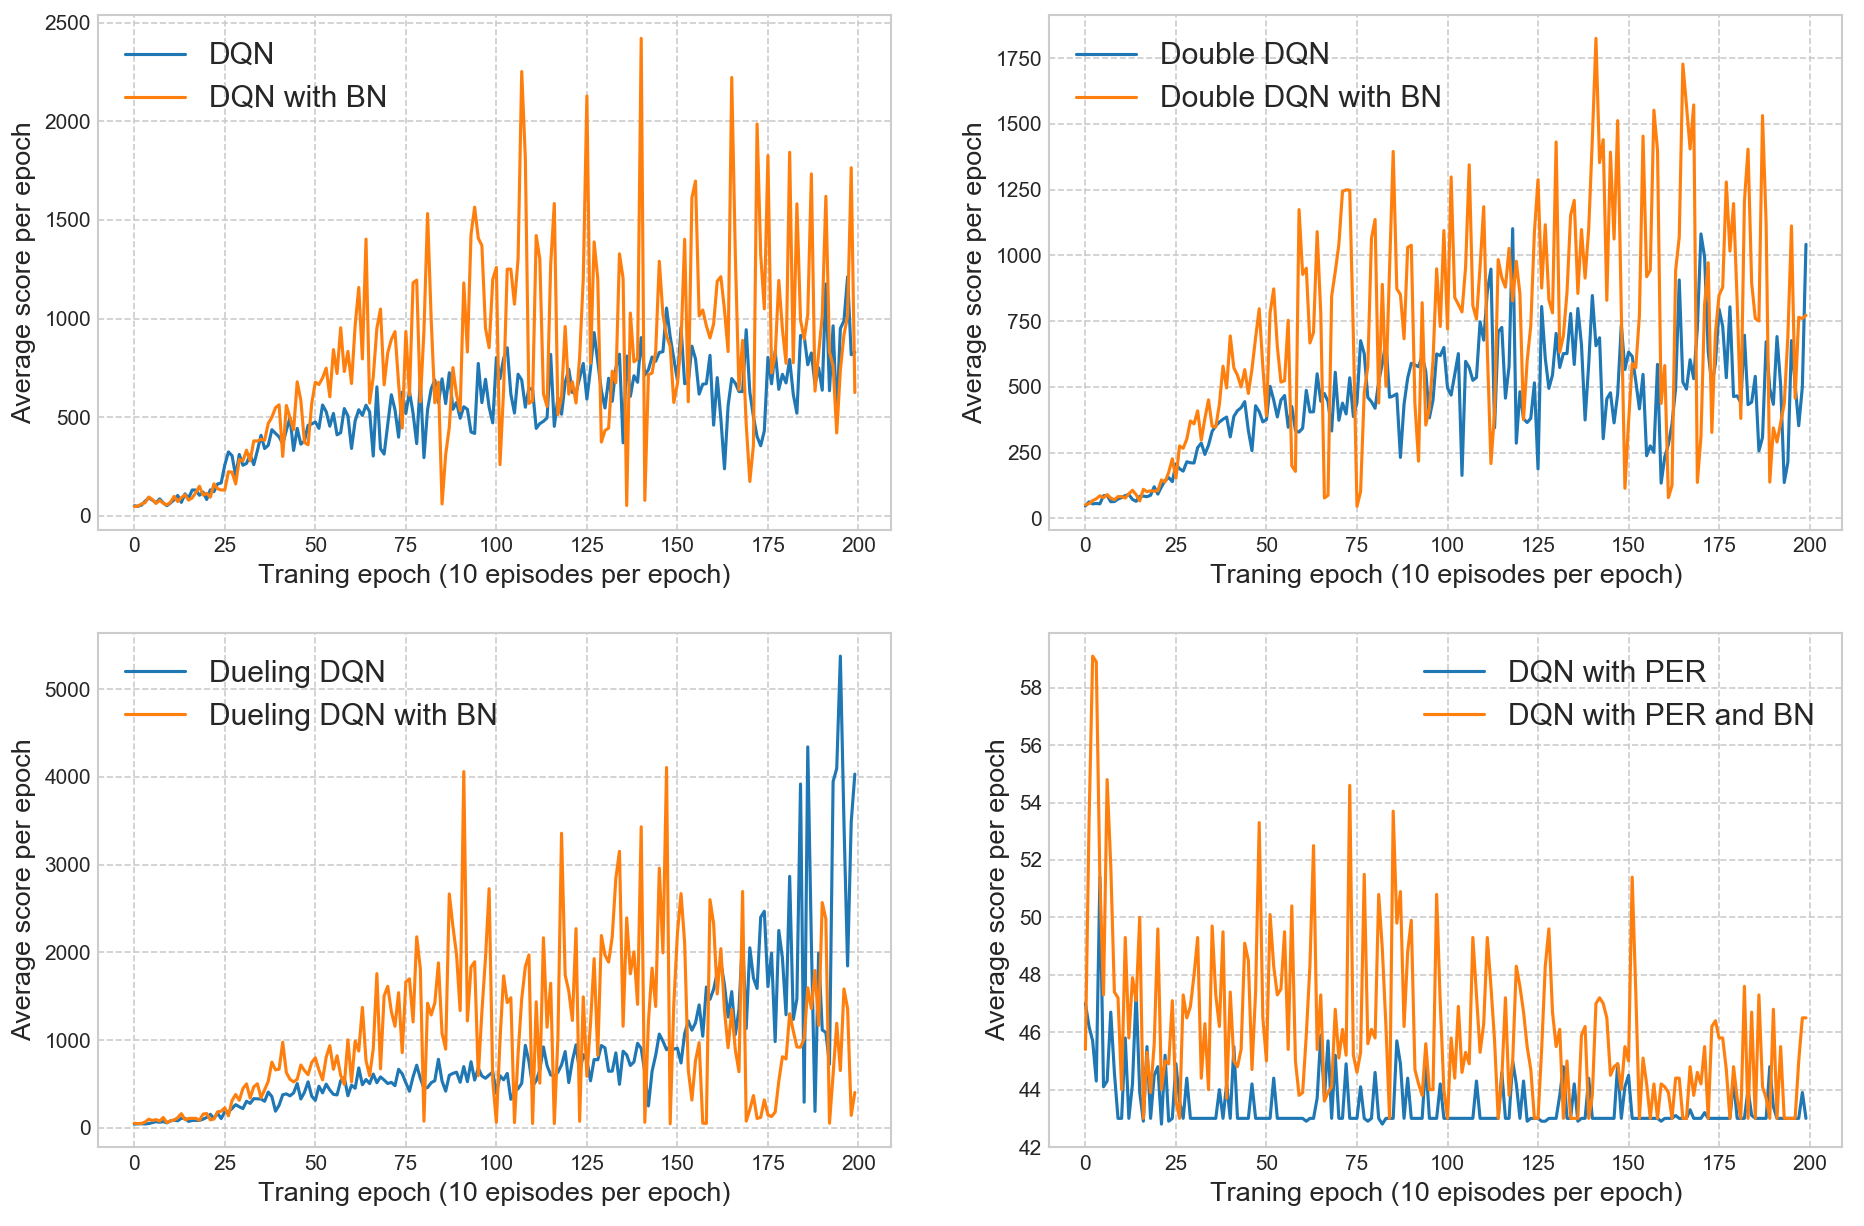 DQN
DQN with BN
Average score per epoch
2500
2000
1500
1000
500
0
0 25 50 75 100 125 150 175 200
Traning epoch (10 episodes per epoch)
Double DQN
Double DQN with BN
Average score per epoch
1750
1500
1250
1000
750
500
250
0
0 25 50 75 100 125 150 175 200
Traning epoch (10 episodes per epoch)
Dueling DQN
Dueling DQN with BN
Average score per epoch
5000
4000
3000
2000
1000
0
0 25 50 75 100 125 150 175 200
Traning epoch (10 episodes per epoch)
DQN with PER
DQN with PER and BN
Average score per epoch
58
56
54
52
50
48
46
44
42
0 25 50 75 100 125 150 175 200
Traning epoch (10 episodes per epoch)